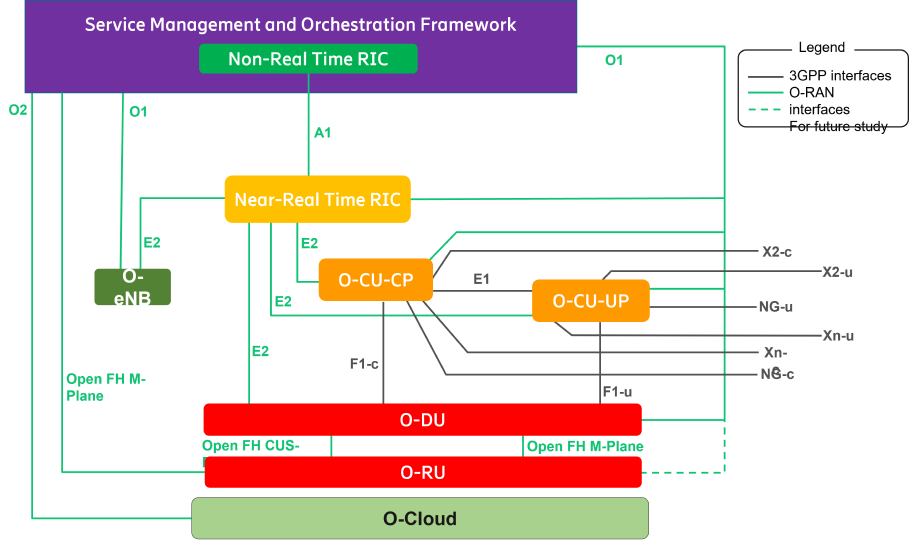 Service Management and Orchestration Framework
Non-Real Time RIC
O1
Legend
3GPP interfaces
O-RAN
interfaces
For future study
O2
O1
A1
Near-Real Time RIC
E2
E2
O-
eNB
O-CU-CP
E1
O-CU-UP
X2-c
X2-u
NG-u
Xn-u
Xn-
NG-c
E2
E2
F1-c
F1-u
Open FH M-
Plane
O-DU
Open FH CUS-
Open FH M-Plane
O-RU
O-Cloud